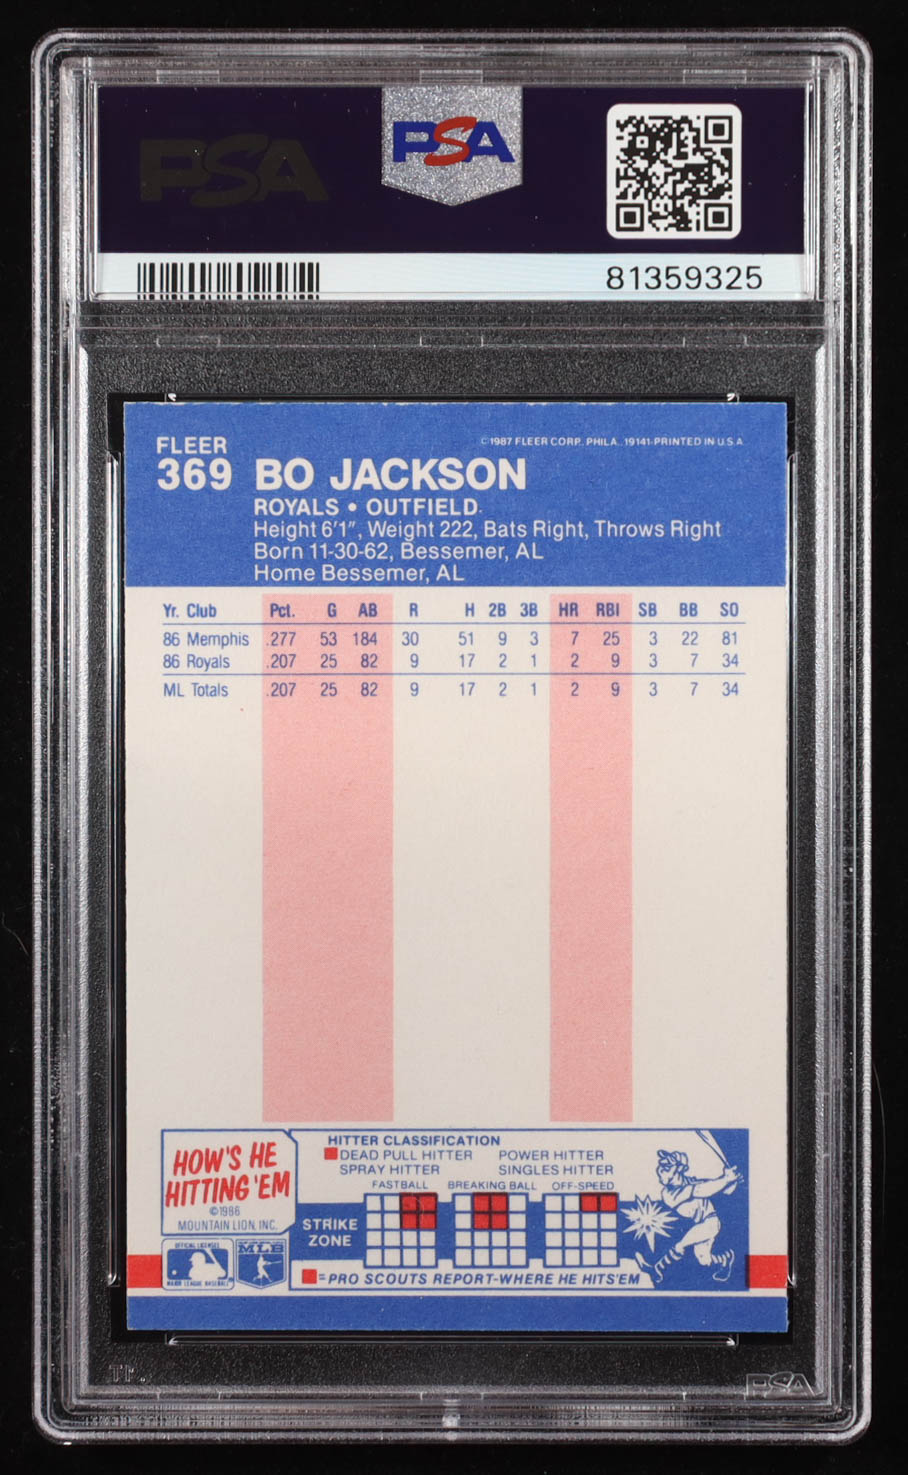 PSA
PSA
81359325
FLEER
369
©1987 FLEER CORP. PHILA. 19141-PRINTED IN U.S.A.
BO JACKSON
ROYALS • OUTFIELD
Height 6'1", Weight 222, Bats Right, Throws Right
Born 11-30-62, Bessemer, AL
Home Bessemer, AL
Yr. Club Pct. G AB R H 2B 3B HR RBI SB BB SO
86 Memphis .277 53 184 30 51 9 3 7 25 3 22 81
86 Royals .207 25 82 9 17 2 1 2 9 3 7 34
ML Totals .207 25 82 9 17 2 1 2 9 3 7 34
HOW'S HE
HITTING 'EM
©1986
MOUNTAIN LION, INC.
HITTER CLASSIFICATION
DEAD PULL HITTER POWER HITTER
SPRAY HITTER SINGLES HITTER
FASTBALL BREAKING BALL OFF-SPEED
STRIKE
ZONE
=PRO SCOUTS REPORT-WHERE HE HITS'EM
OFFICIAL LICENSEE
MAJOR LEAGUE BASEBALL
MLB
PSA